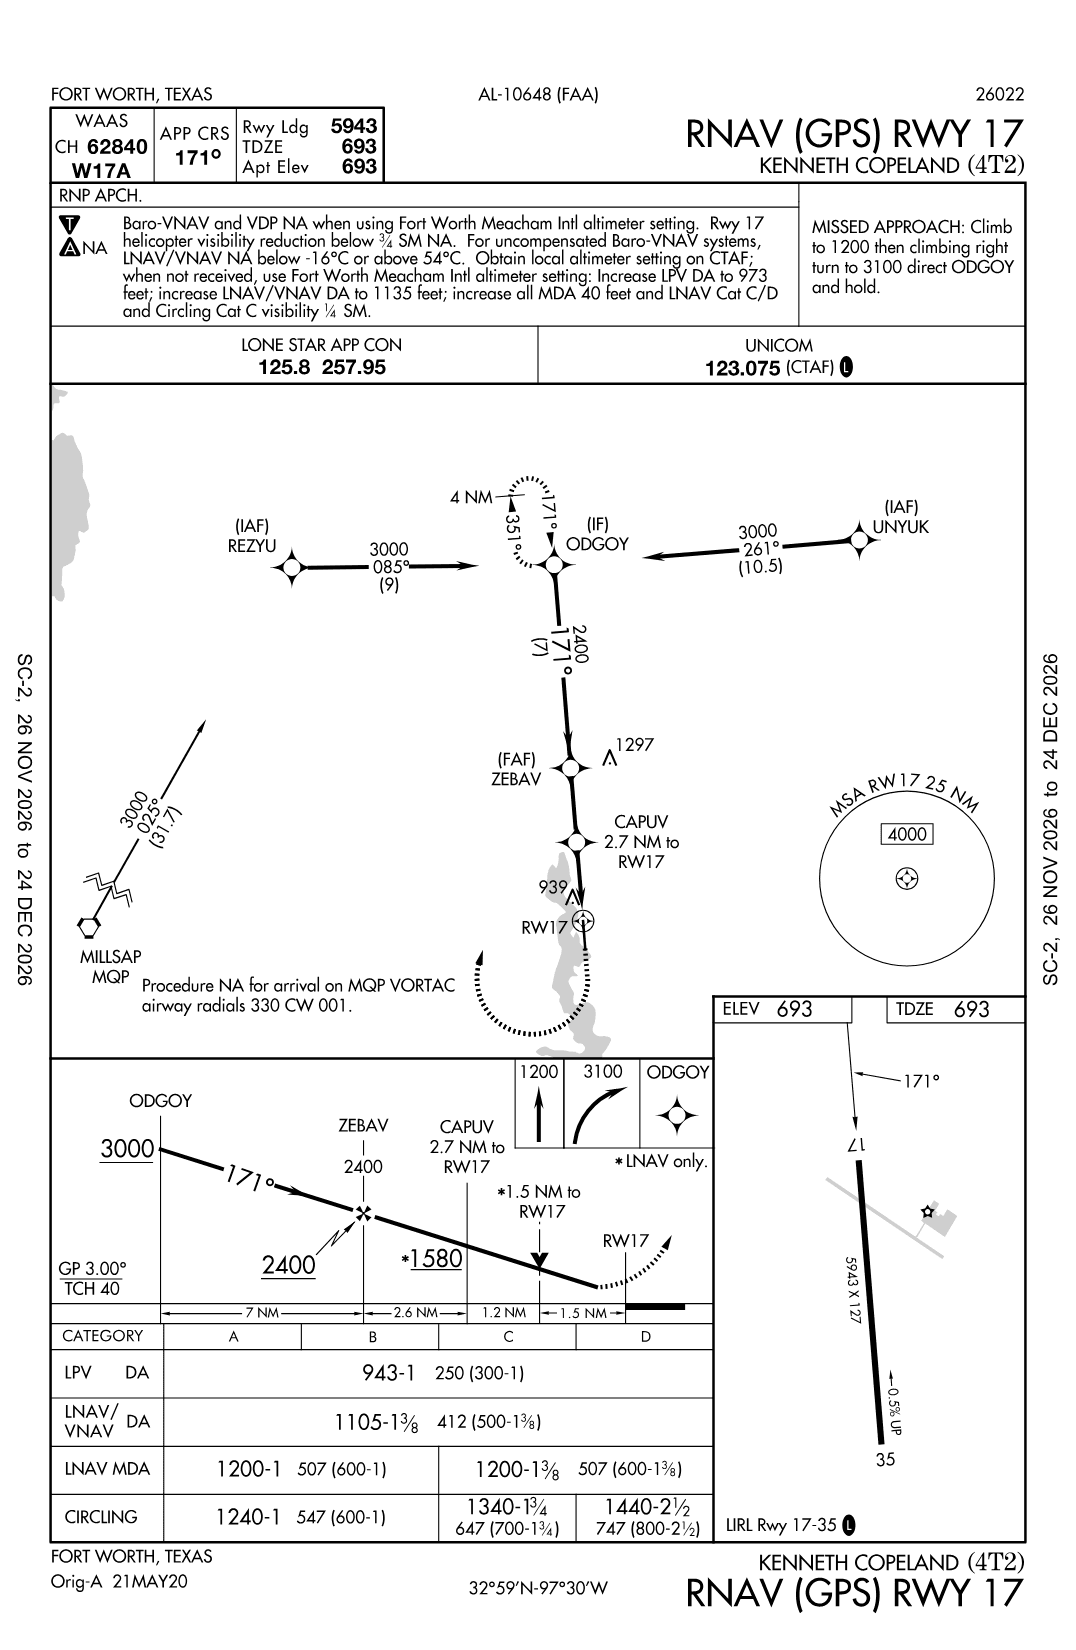 FORT WORTH, TEXAS
AL-10648 (FAA)
26022
WAAS
CH 62840
W17A
APP CRS
171°
Rwy Ldg 5943
TDZE 693
Apt Elev 693
RNAV (GPS) RWY 17
KENNETH COPELAND (4T2)
RNP APCH.
T
A NA
Baro-VNAV and VDP NA when using Fort Worth Meacham Intl altimeter setting. Rwy 17
helicopter visibility reduction below ¾ SM NA. For uncompensated Baro-VNAV systems,
LNAV/VNAV NA below -16°C or above 54°C. Obtain local altimeter setting on CTAF;
when not received, use Fort Worth Meacham Intl altimeter setting: Increase LPV DA to 973
feet; increase LNAV/VNAV DA to 1135 feet; increase all MDA 40 feet and LNAV Cat C/D
and Circling Cat C visibility ¼ SM.
MISSED APPROACH: Climb
to 1200 then climbing right
turn to 3100 direct ODGOY
and hold.
LONE STAR APP CON
125.8 257.95
UNICOM
123.075 (CTAF) L
4 NM
171°
351°
(IF)
ODGOY
(IAF)
REZYU
3000
085°
(9)
(IAF)
UNYUK
3000
261°
(10.5)
2400
171°
(7)
(FAF)
ZEBAV
1297
CAPUV
2.7 NM to
RW17
939
RW17
3000
025°
(31.7)
MILLSAP
MQP
Procedure NA for arrival on MQP VORTAC
airway radials 330 CW 001.
MSA RW17 25 NM
4000
SC-2, 26 NOV 2026 to 24 DEC 2026
SC-2, 26 NOV 2026 to 24 DEC 2026
ELEV 693
TDZE 693
171°
17
5943 X 127
0.5% UP
35
LIRL Rwy 17-35 L
1200
3100
ODGOY
*LNAV only.
ODGOY
3000
171°
ZEBAV
2400
2400
CAPUV
2.7 NM to
RW17
*1580
*1.5 NM to
RW17
RW17
GP 3.00°
TCH 40
7 NM
2.6 NM
1.2 NM
1.5 NM
CATEGORY A B C D
LPV DA 943-1 250 (300-1)
LNAV/
VNAV DA 1105-1⅜ 412 (500-1⅜)
LNAV MDA 1200-1 507 (600-1) 1200-1⅜ 507 (600-1⅜)
CIRCLING 1240-1 547 (600-1)
1340-1¾
647 (700-1¾)
1440-2½
747 (800-2½)
FORT WORTH, TEXAS
Orig-A 21MAY20
32°59'N-97°30'W
KENNETH COPELAND (4T2)
RNAV (GPS) RWY 17